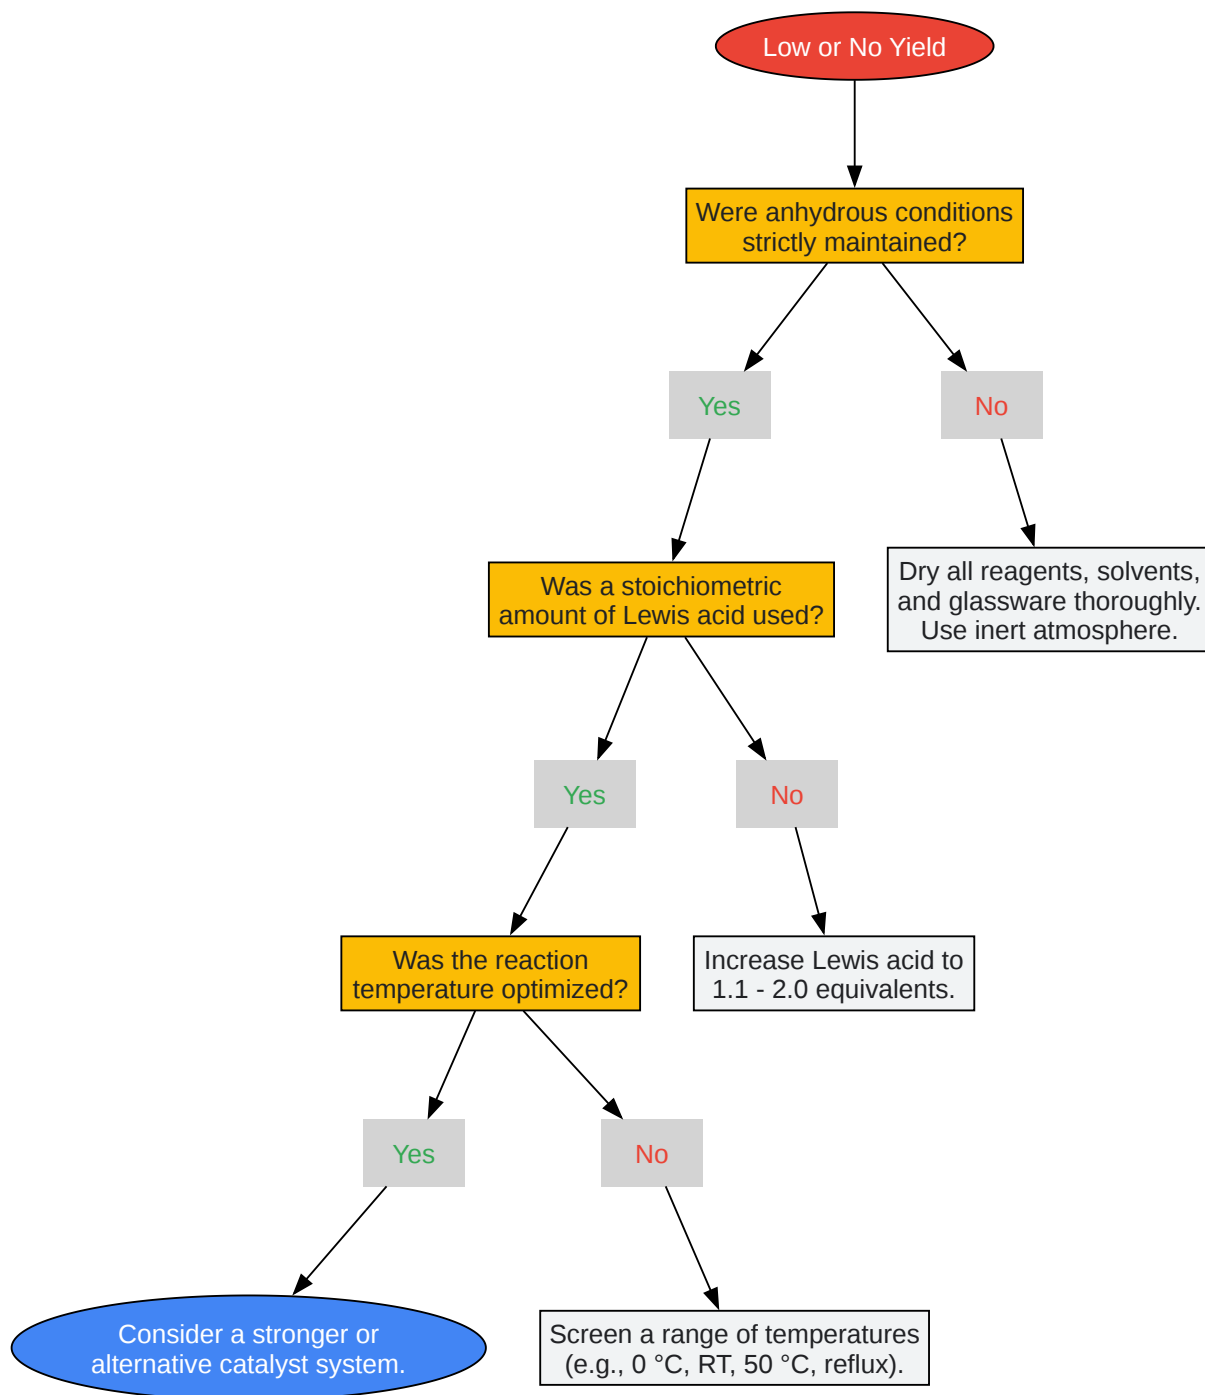 Low or No Yield
Were anhydrous conditions
strictly maintained?
Yes
No
Was a stoichiometric
amount of Lewis acid used?
Dry all reagents, solvents,
and glassware thoroughly.
Use inert atmosphere.
Yes
No
Was the reaction
temperature optimized?
Increase Lewis acid to
1.1 - 2.0 equivalents.
Yes
No
Consider a stronger or
alternative catalyst system.
Screen a range of temperatures
(e.g., 0 °C, RT, 50 °C, reflux).